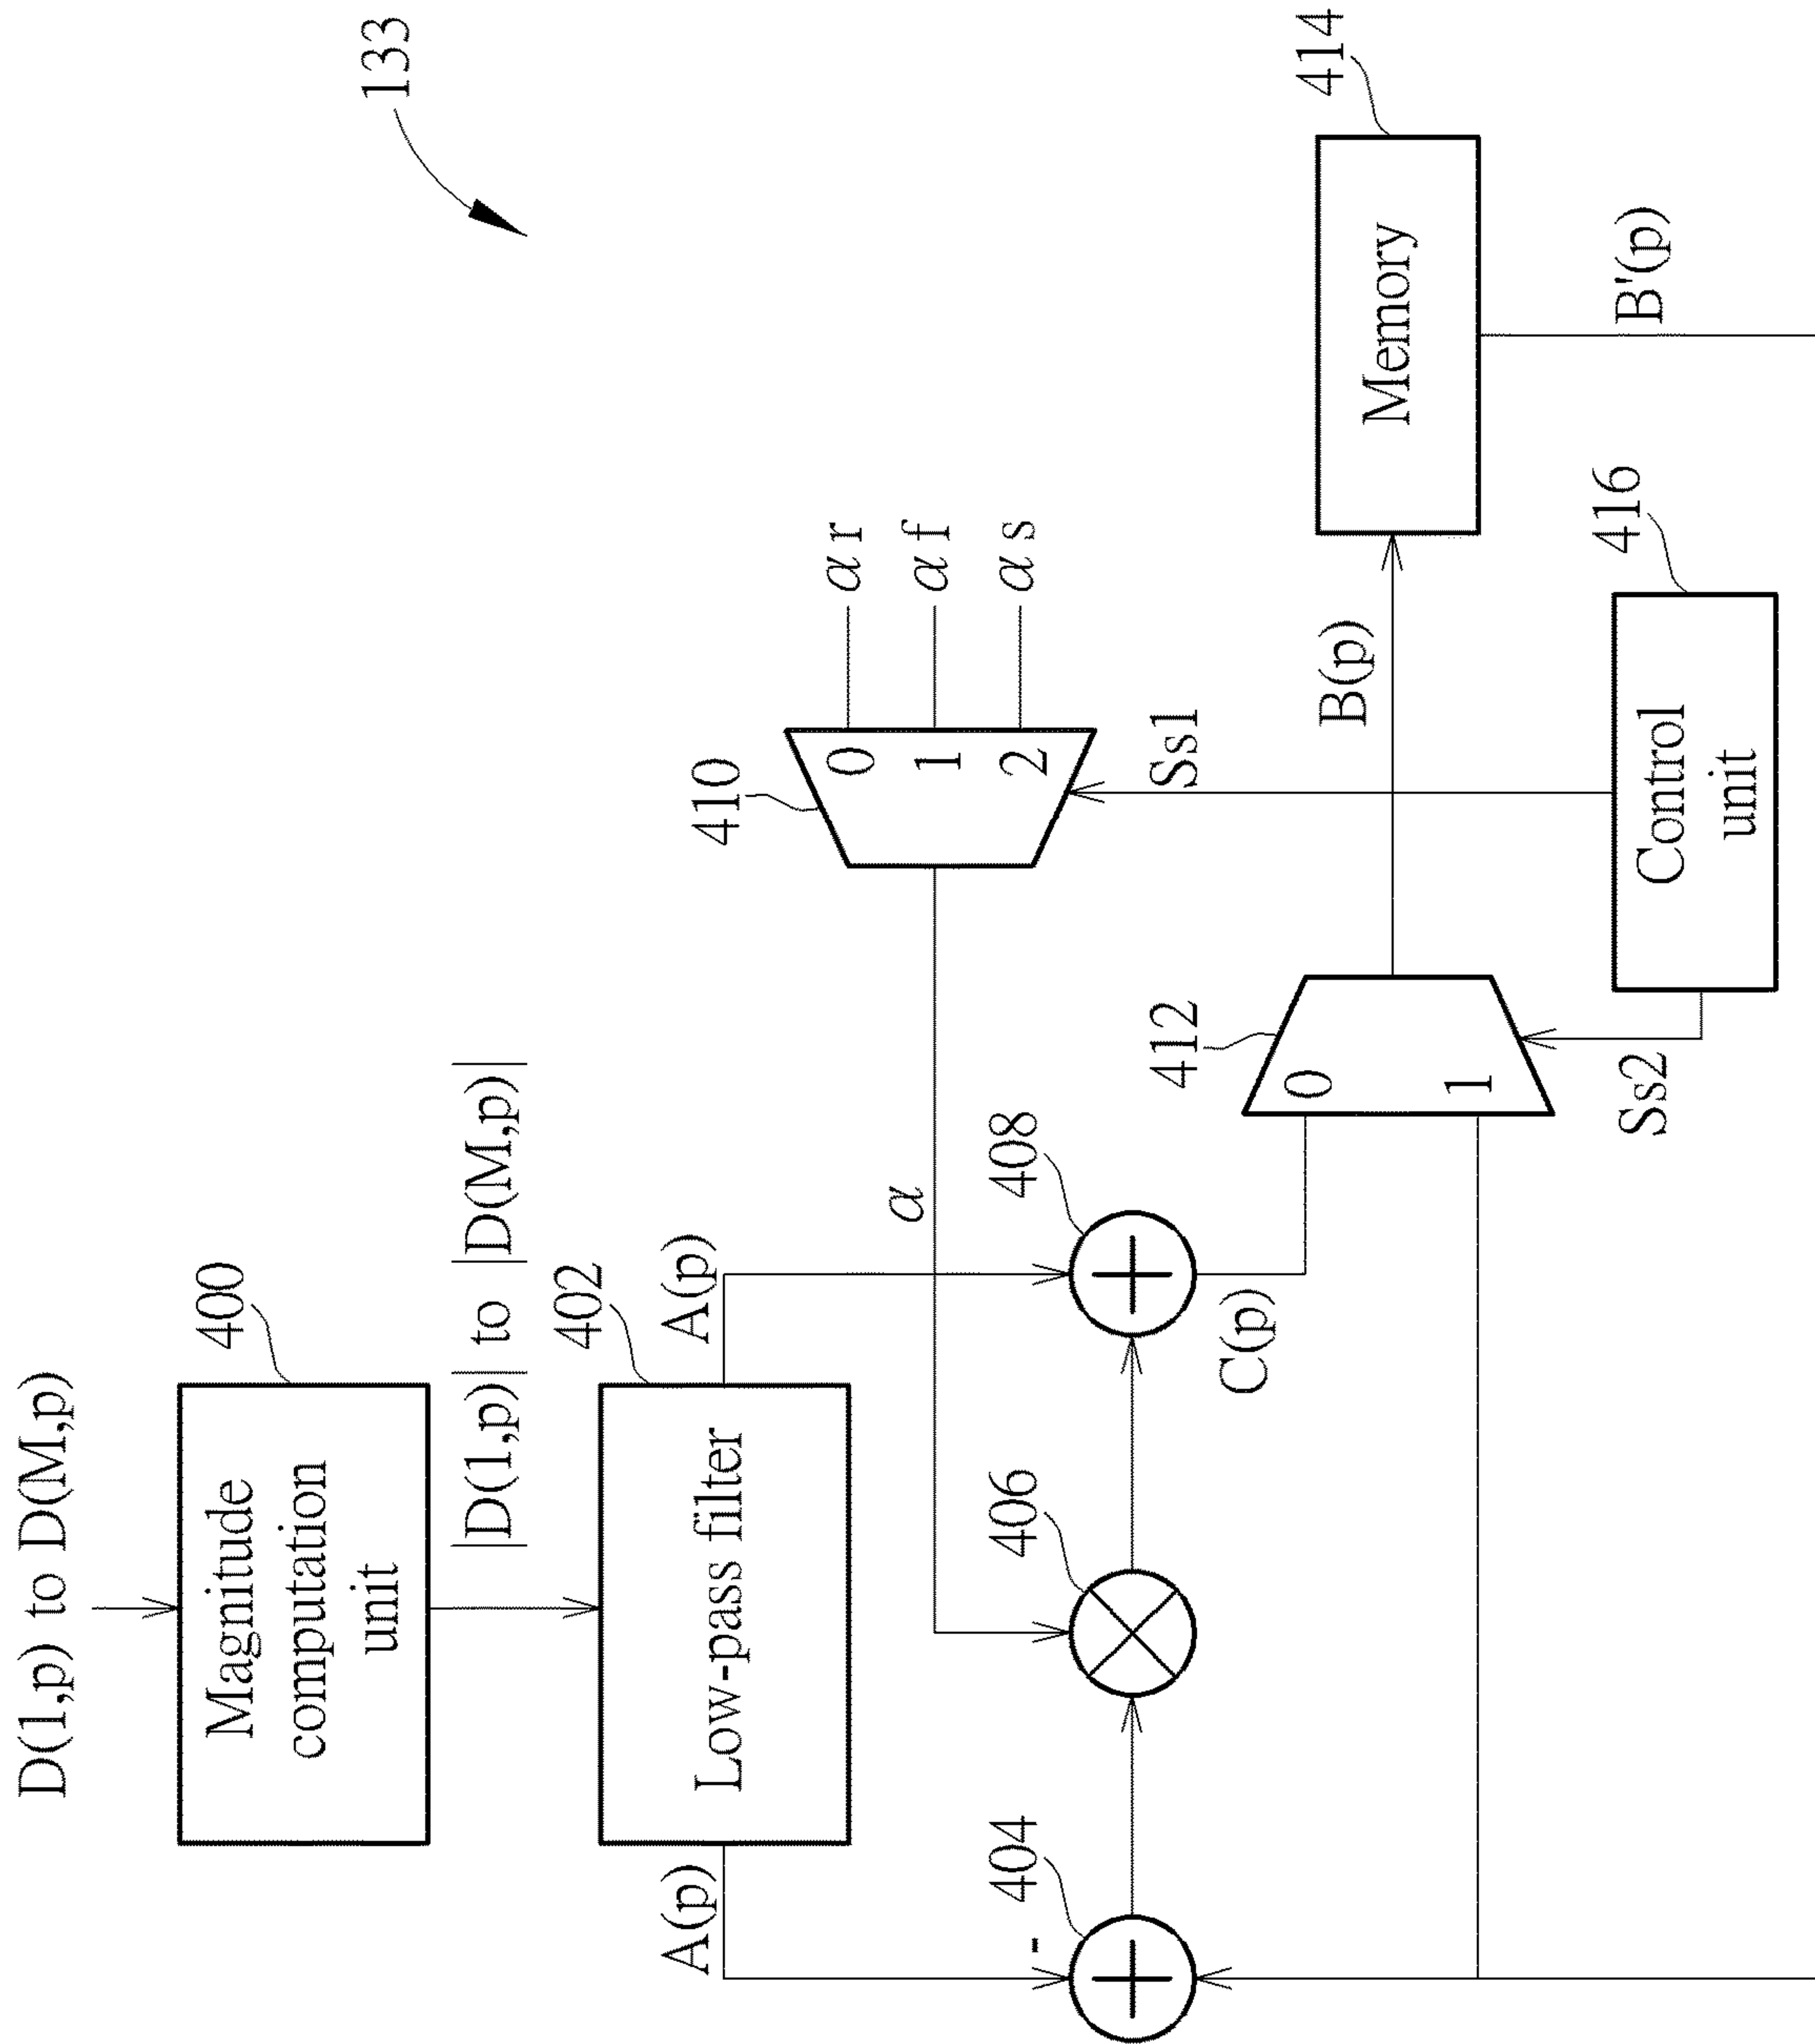 133
D(1,p) to D(M,p)
400
Magnitude
computation
unit
|D(1,p)| to |D(M,p)|
402
Low-pass filter
A(p)
A(p)
α
410
0
1
2
αr
αf
αs
404
-
406
408
C(p)
412
0
1
Ss1
Ss2
B(p)
414
Memory
B'(p)
416
Control
unit